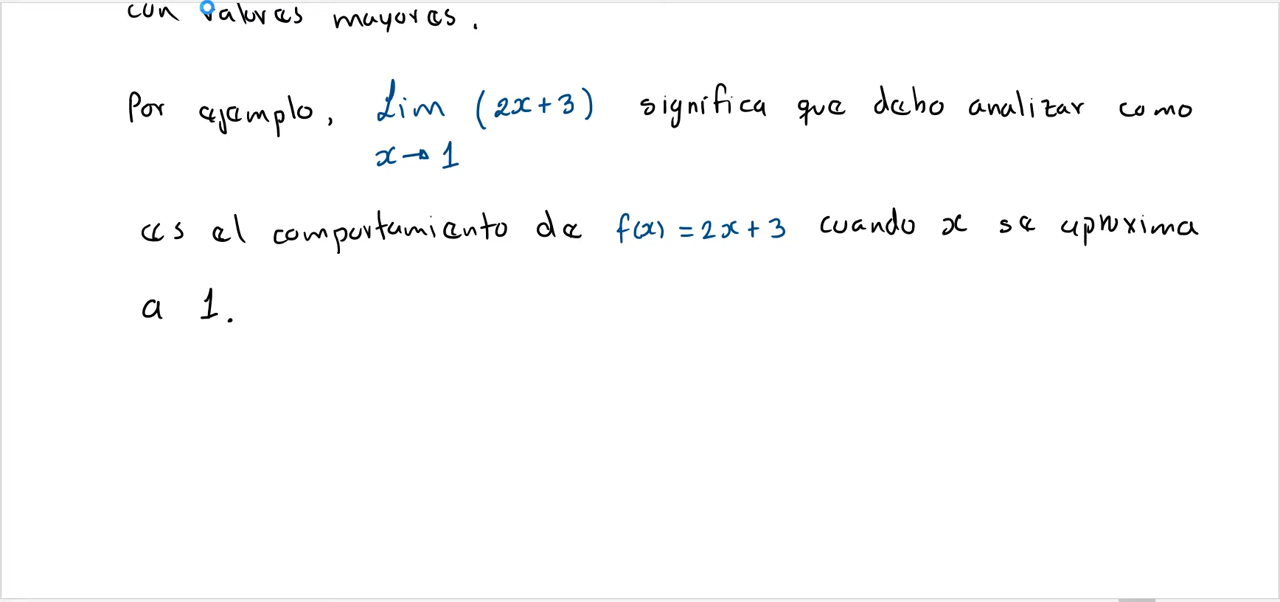 con valores mayores.
Por ejemplo, Lim (2x+3) significa que debo analizar como
x→1
es el comportamiento de f(x) = 2x + 3 cuando x se aproxima
a 1.